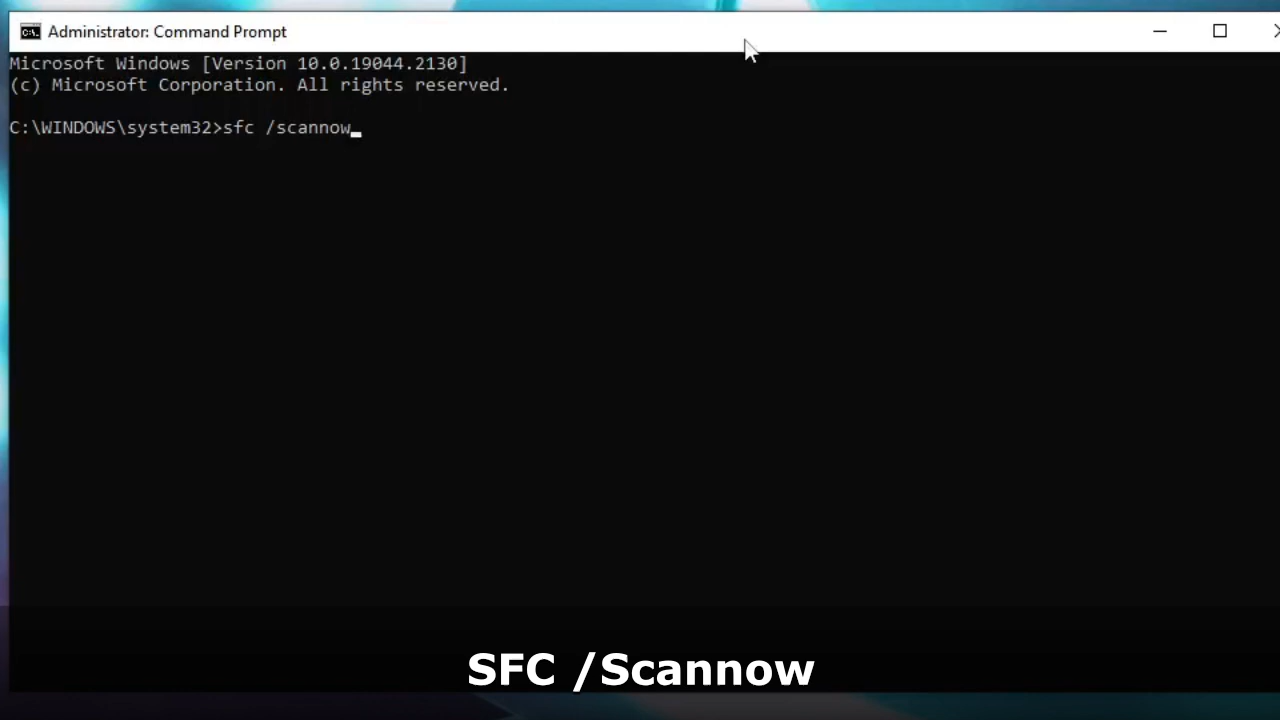 Administrator: Command Prompt
Microsoft Windows [Version 10.0.19044.2130]
(c) Microsoft Corporation. All rights reserved.
C:\WINDOWS\system32>sfc /scannow
SFC /Scannow